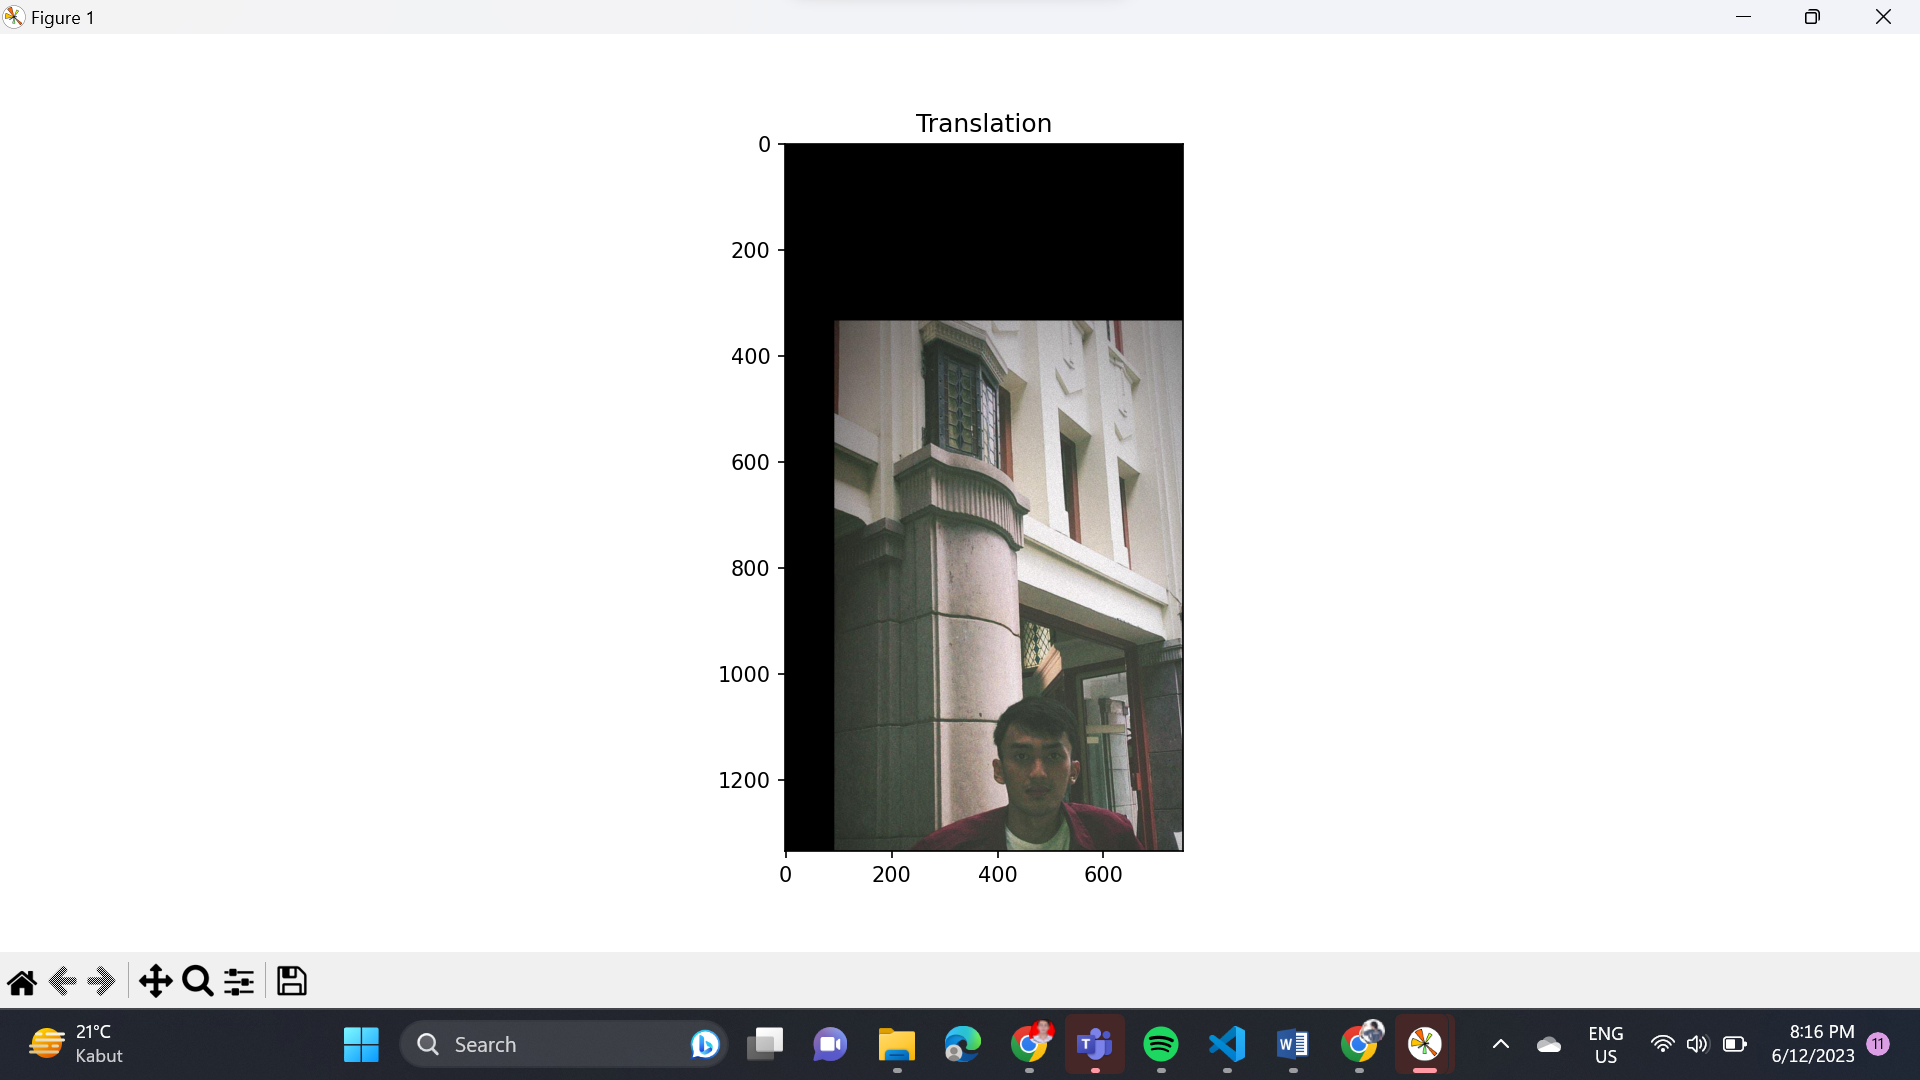 Figure 1
Translation
0
200
400
600
800
1000
1200
0 200 400 600
21°C
Kabut
Search
ENG
US
8:16 PM
6/12/2023
11